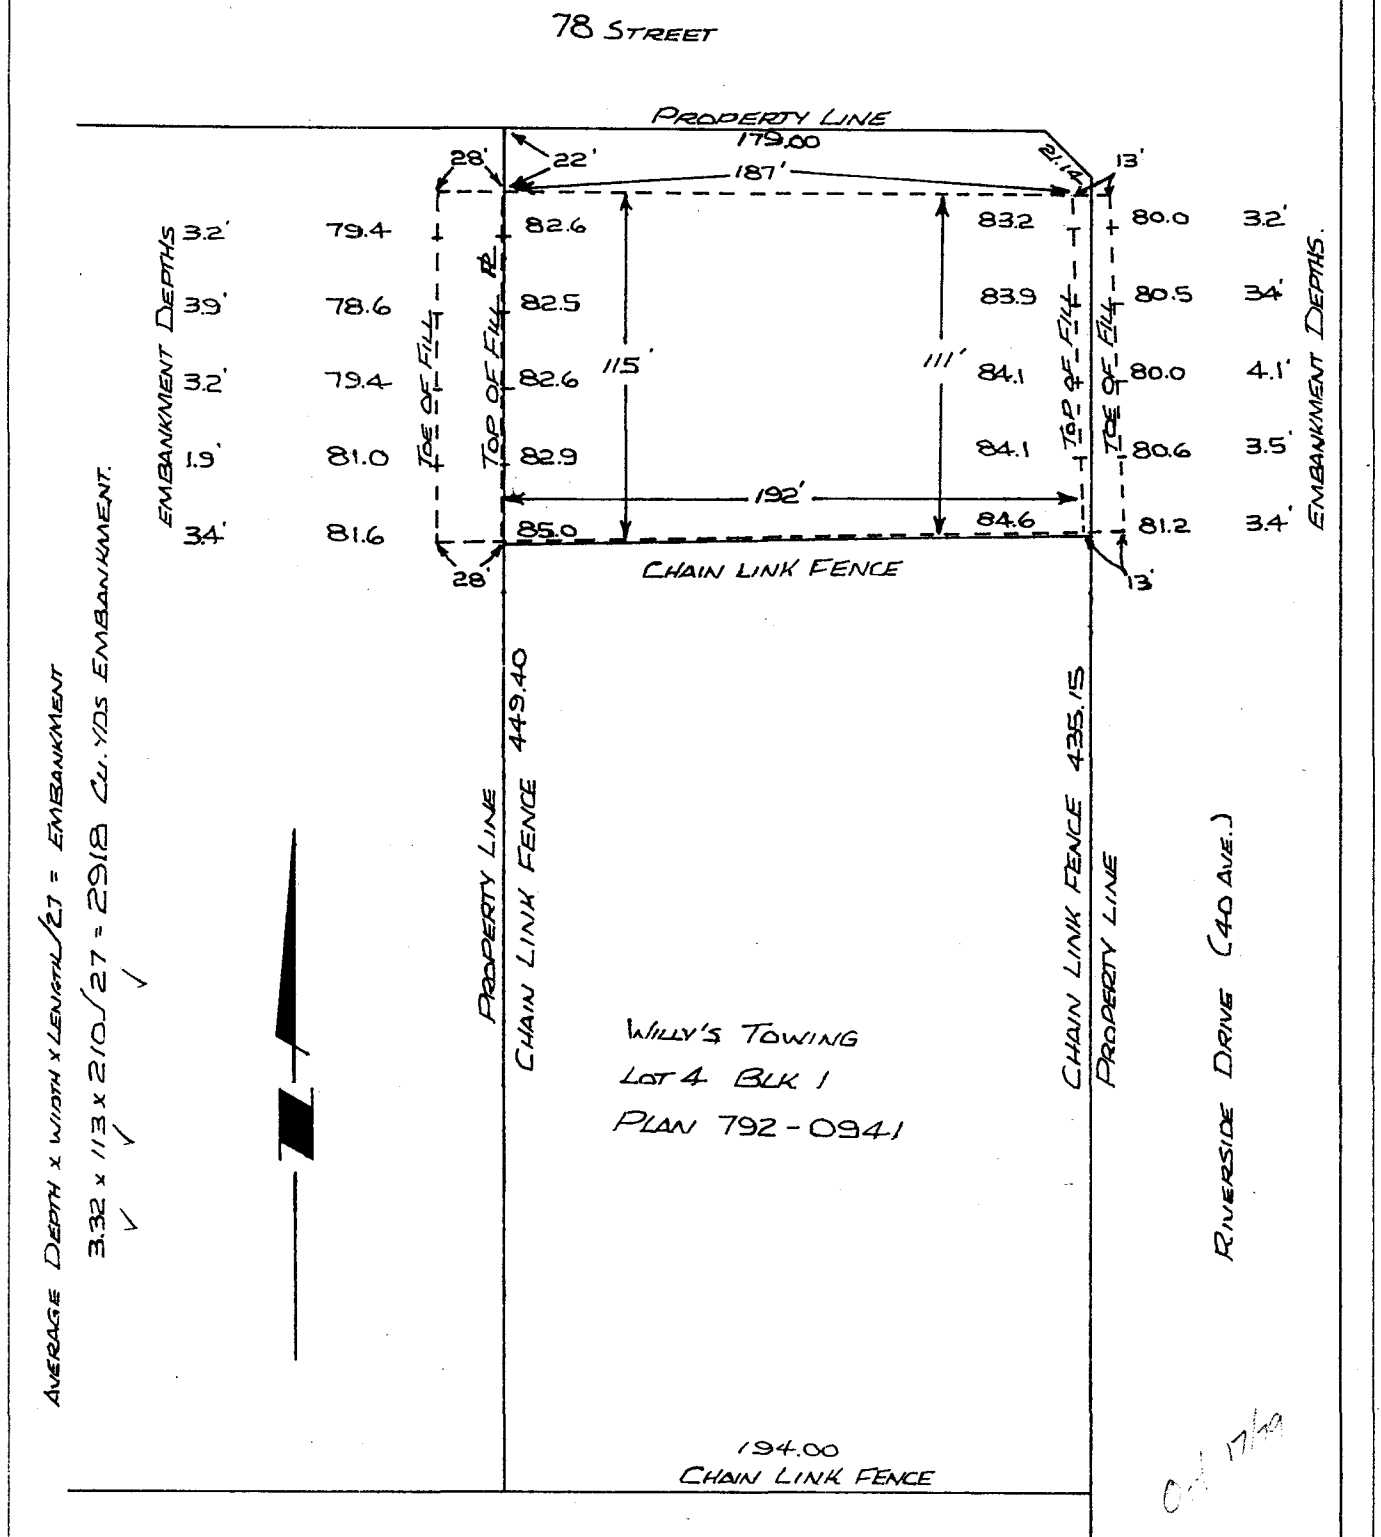 78 STREET
PROPERTY LINE
179.00
21.14
28'
22'
187'
13'
EMBANKMENT DEPTHS
3.2' 79.4 82.6 83.2 80.0 3.2'
3.9' 78.6 82.5 83.9 80.5 3.4'
3.2' 79.4 82.6 84.1 80.0 4.1'
1.9' 81.0 82.9 84.1 80.6 3.5'
3.4' 81.6 85.0 84.6 81.2 3.4'
EMBANKMENT DEPTHS.
TOE OF FILL
TOP OF FILL PL
115'
111'
TOP OF FILL
TOE OF FILL
192'
28'
13'
CHAIN LINK FENCE
PROPERTY LINE
CHAIN LINK FENCE 449.40
CHAIN LINK FENCE 435.15
PROPERTY LINE
AVERAGE DEPTH x WIDTH x LENGTH/27 = EMBANKMENT
3.32 x 113 x 210/27 = 2918 CU. YDS EMBANKMENT.
WILLY'S TOWING
LOT 4 BLK 1
PLAN 792-0941
RIVERSIDE DRIVE (40 AVE.)
194.00
CHAIN LINK FENCE
17/79